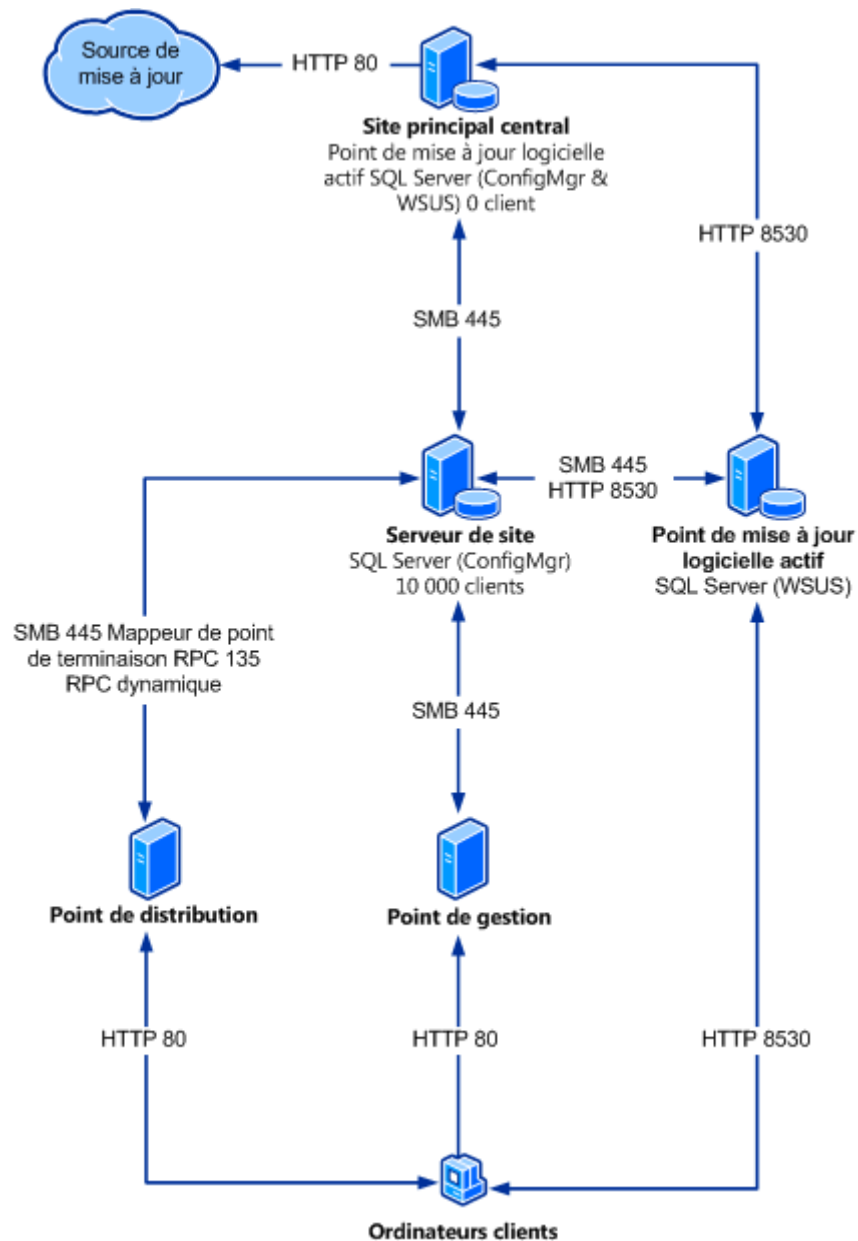 Source de
mise à jour
HTTP 80
Site principal central
Point de mise à jour logicielle
actif SQL Server (ConfigMgr &
WSUS) 0 client
HTTP 8530
SMB 445
SMB 445
HTTP 8530
Serveur de site
SQL Server (ConfigMgr)
10 000 clients
Point de mise à jour
logicielle actif
SQL Server (WSUS)
SMB 445 Mappeur de point
de terminaison RPC 135
RPC dynamique
SMB 445
Point de distribution
Point de gestion
HTTP 80
HTTP 80
HTTP 8530
Ordinateurs clients